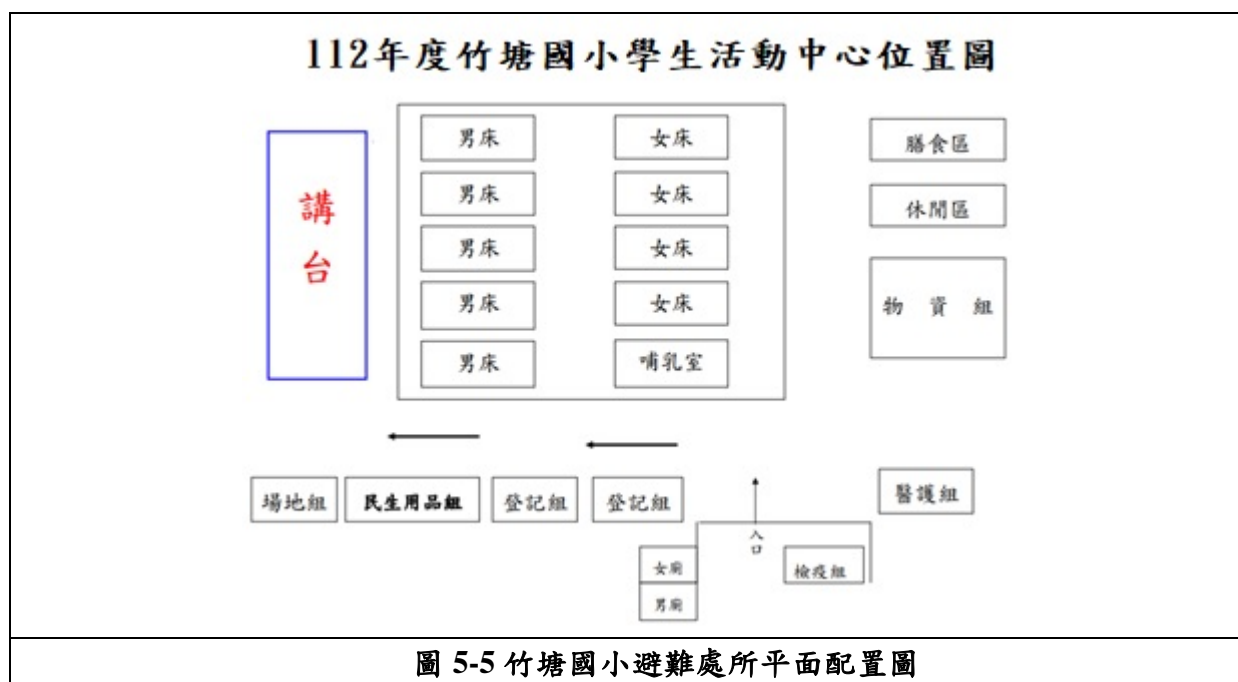 112年度竹塘國小學生活動中心位置圖
講台
男床
女床
膳食區
男床
女床
休閒區
男床
女床
男床
女床
物資組
男床
哺乳室
場地組
民生用品組
登記組
登記組
醫護組
入口
女廁
檢疫組
男廁
圖 5-5 竹塘國小避難處所平面配置圖